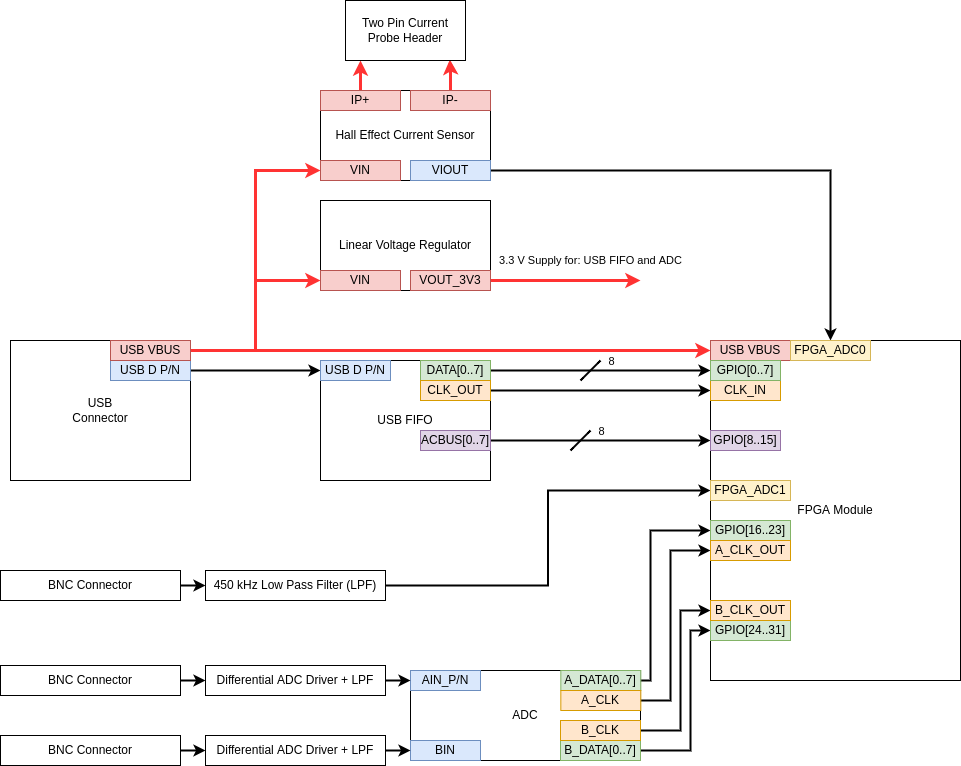 Two Pin Current
Probe Header
IP+
IP-
Hall Effect Current Sensor
VIN
VIOUT
Linear Voltage Regulator
3.3 V Supply for: USB FIFO and ADC
VIN
VOUT_3V3
USB VBUS
USB VBUS
FPGA_ADC0
USB D P/N
USB D P/N
DATA[0..7]
8
GPIO[0..7]
CLK_OUT
CLK_IN
USB
Connector
USB FIFO
ACBUS[0..7]
8
GPIO[8..15]
FPGA_ADC1
FPGA Module
GPIO[16..23]
A_CLK_OUT
BNC Connector
450 kHz Low Pass Filter (LPF)
B_CLK_OUT
GPIO[24..31]
BNC Connector
Differential ADC Driver + LPF
AIN_P/N
A_DATA[0..7]
A_CLK
ADC
B_CLK
BNC Connector
Differential ADC Driver + LPF
BIN
B_DATA[0..7]